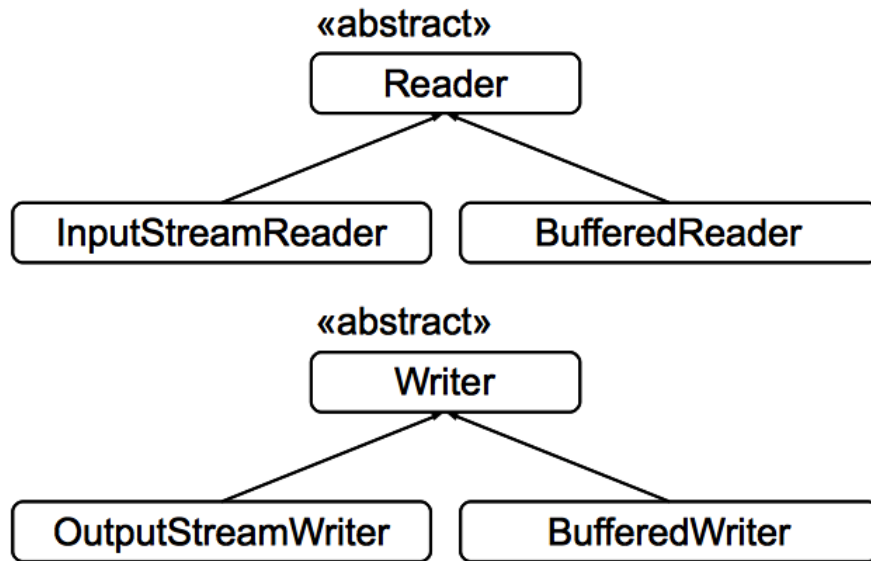 «abstract»
Reader
InputStreamReader
BufferedReader
«abstract»
Writer
OutputStreamWriter
BufferedWriter